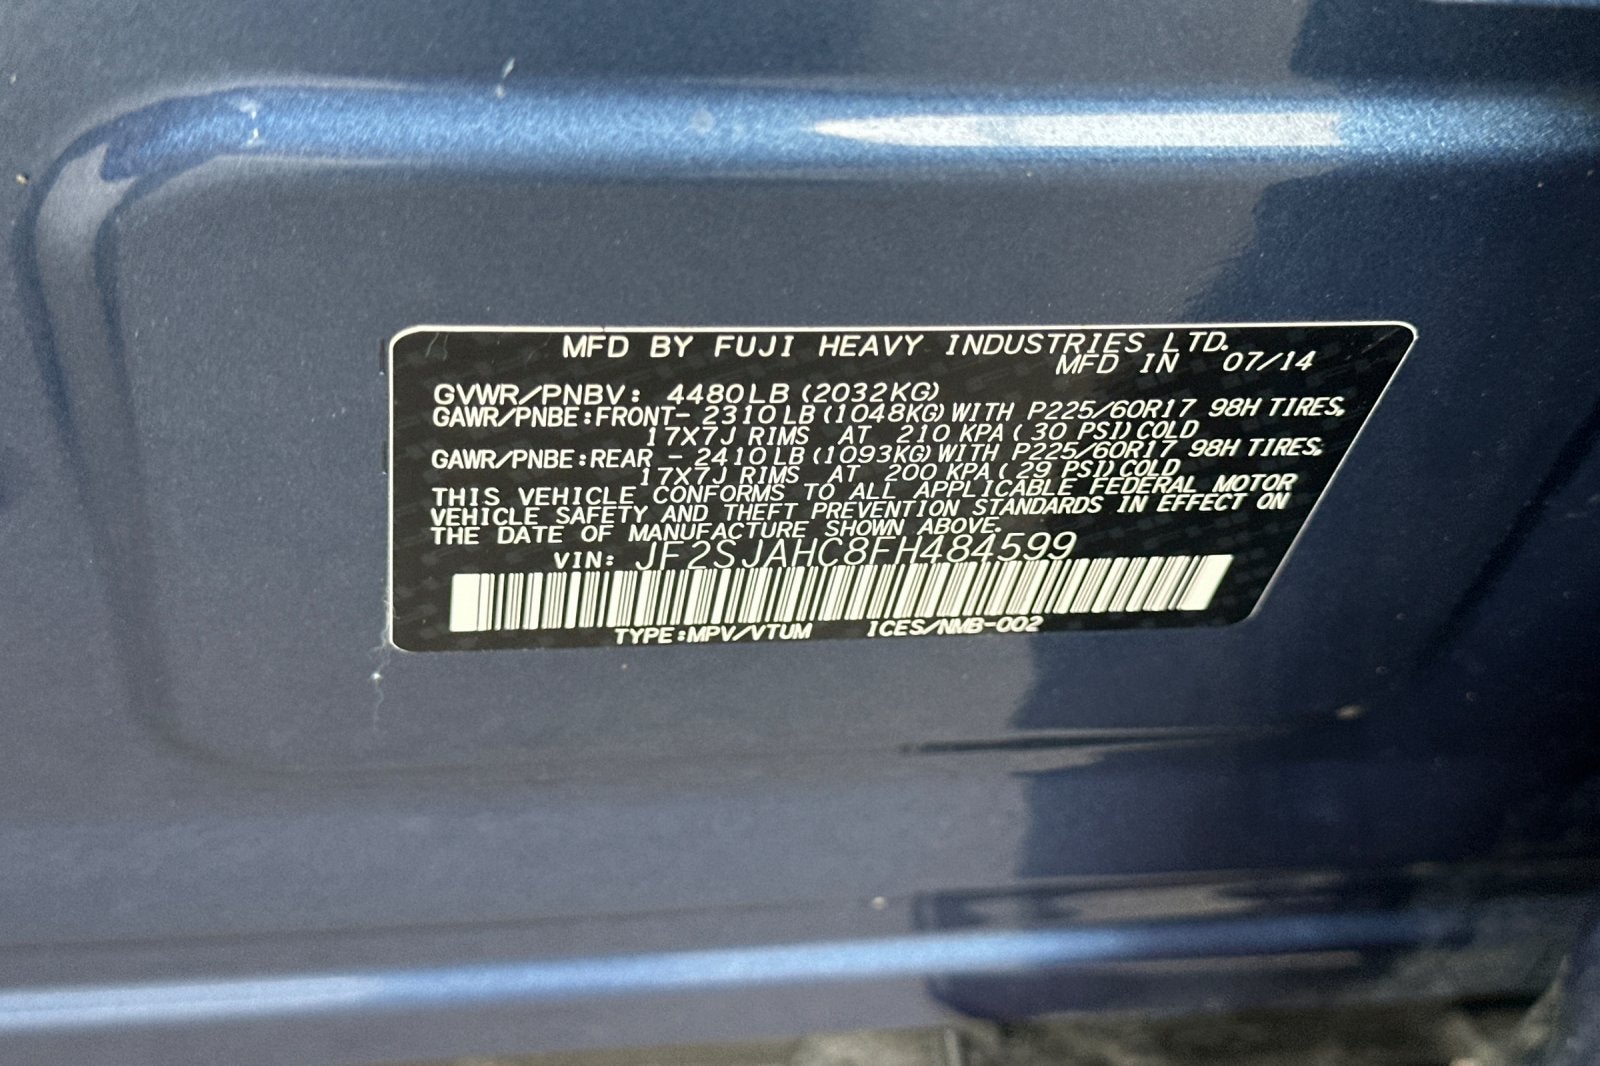 MFD BY FUJI HEAVY INDUSTRIES LTD.
MFD IN 07/14
GVWR/PNBV: 4480LB (2032KG)
GAWR/PNBE:FRONT- 2310LB (1048KG) WITH P225/60R17 98H TIRES,
17X7J RIMS AT 210 KPA ( 30 PSI) COLD
GAWR/PNBE:REAR - 2410LB (1093KG) WITH P225/60R17 98H TIRES,
17X7J RIMS AT 200 KPA ( 29 PSI) COLD
THIS VEHICLE CONFORMS TO ALL APPLICABLE FEDERAL MOTOR
VEHICLE SAFETY AND THEFT PREVENTION STANDARDS IN EFFECT ON
THE DATE OF MANUFACTURE SHOWN ABOVE.
VIN: JF2SJAHC8FH484599
TYPE:MPV/VTUM ICES/NMB-002